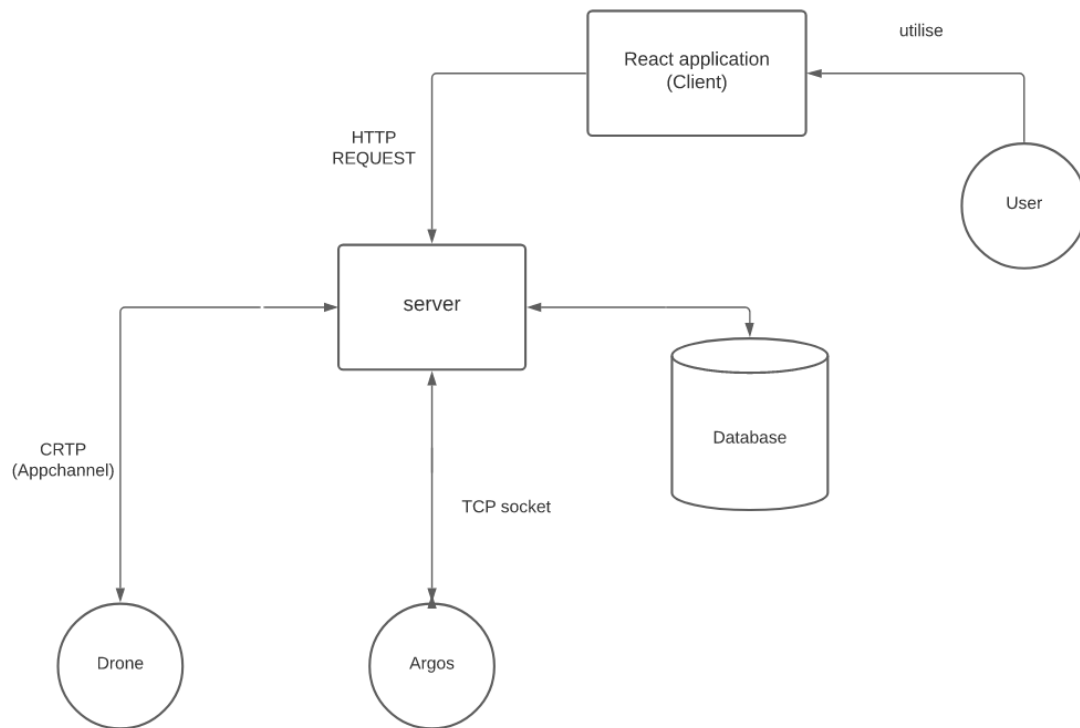 utilise
React application
(Client)
HTTP
REQUEST
User
server
Database
CRTP
(Appchannel)
TCP socket
Drone
Argos